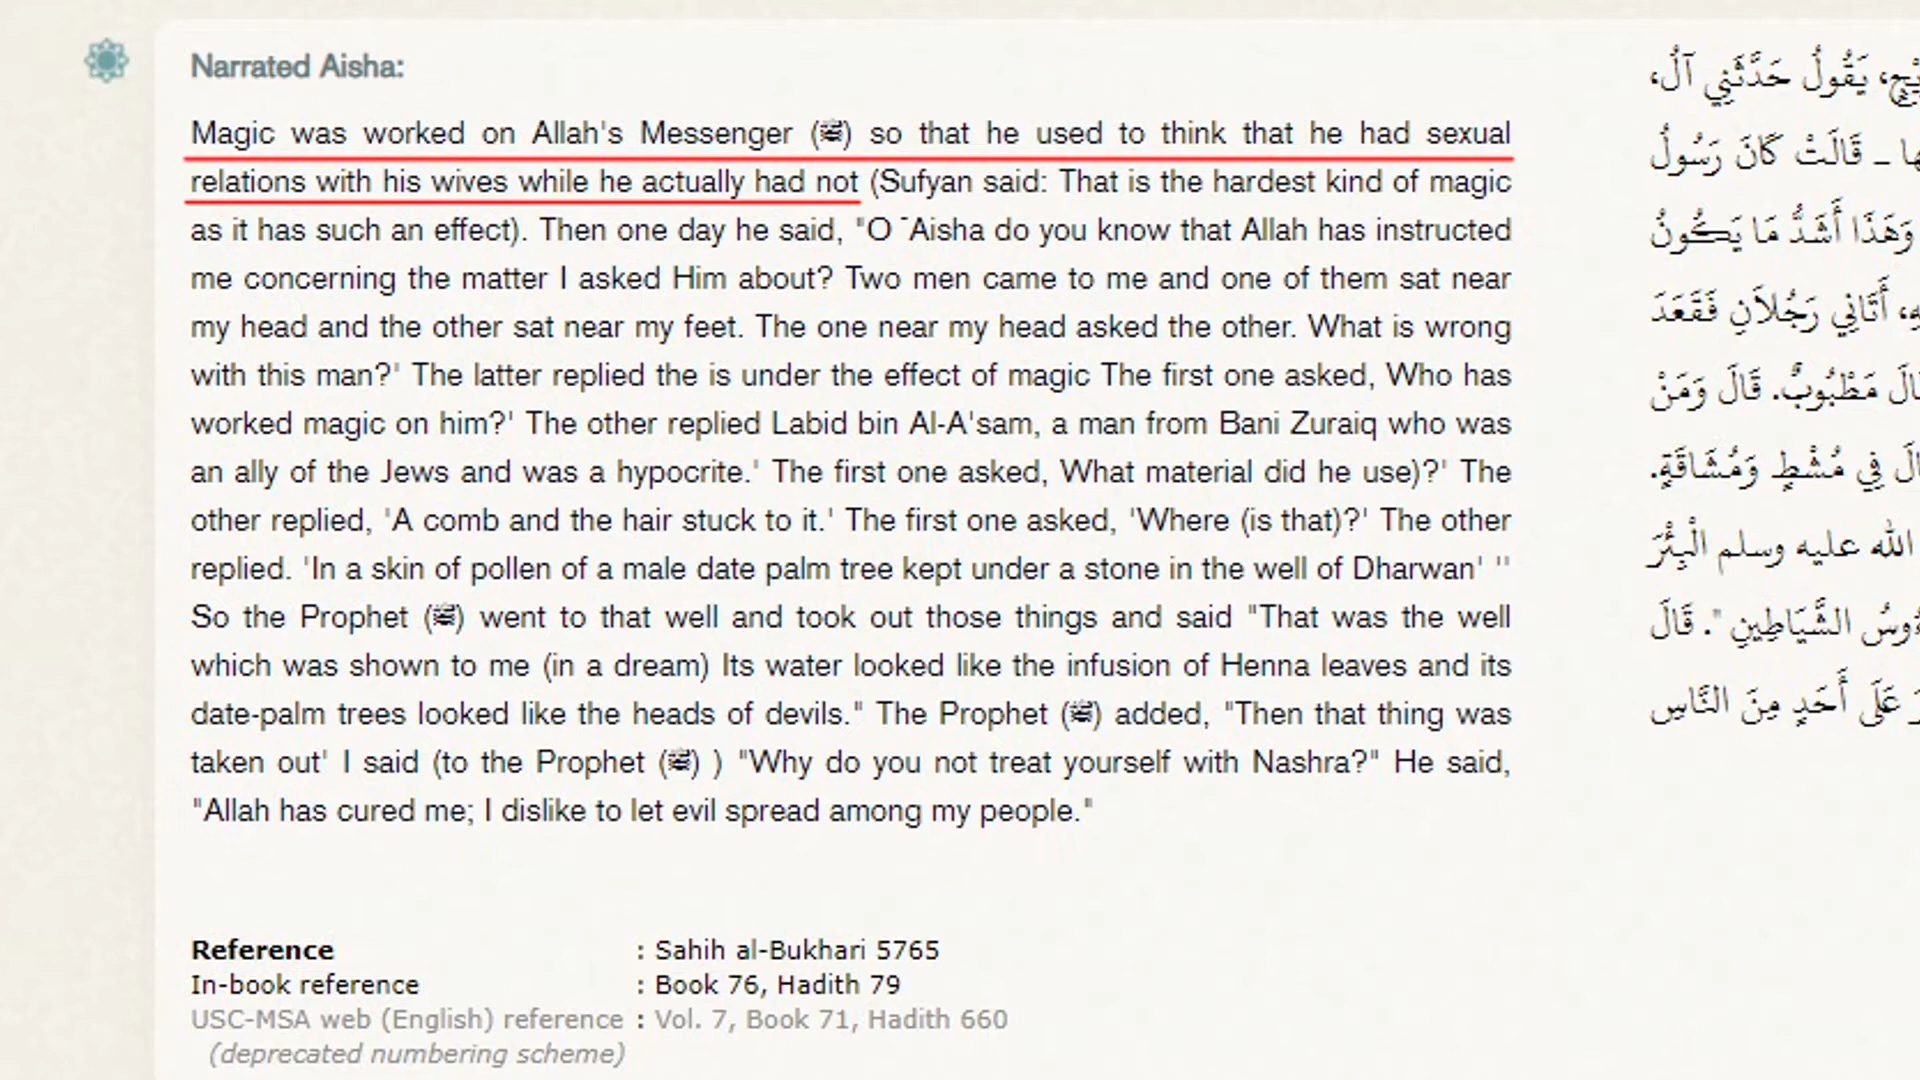 Narrated Aisha:
Magic was worked on Allah's Messenger (ﷺ) so that he used to think that he had sexual
relations with his wives while he actually had not (Sufyan said: That is the hardest kind of magic
as it has such an effect). Then one day he said, "O ¯Aisha do you know that Allah has instructed
me concerning the matter I asked Him about? Two men came to me and one of them sat near
my head and the other sat near my feet. The one near my head asked the other. What is wrong
with this man?' The latter replied the is under the effect of magic The first one asked, Who has
worked magic on him?' The other replied Labid bin Al-A'sam, a man from Bani Zuraiq who was
an ally of the Jews and was a hypocrite.' The first one asked, What material did he use)?' The
other replied, 'A comb and the hair stuck to it.' The first one asked, 'Where (is that)?' The other
replied. 'In a skin of pollen of a male date palm tree kept under a stone in the well of Dharwan' ''
So the Prophet (ﷺ) went to that well and took out those things and said "That was the well
which was shown to me (in a dream) Its water looked like the infusion of Henna leaves and its
date-palm trees looked like the heads of devils." The Prophet (ﷺ) added, "Then that thing was
taken out' I said (to the Prophet (ﷺ) ) "Why do you not treat yourself with Nashra?" He said,
"Allah has cured me; I dislike to let evil spread among my people."
يَقُولُ حَدَّثَنِي آلُ،
ـ قَالَتْ كَانَ رَسُولُ
وَهَذَا أَشَدُّ مَا يَكُونُ
أَتَانِي رَجُلاَنِ فَقَعَدَ
مَطْبُوبٌ. قَالَ وَمَنْ
فِي مُشْطٍ وَمُشَاقَةٍ.
الله عليه وسلم الْبِئْرَ
الشَّيَاطِينِ ". قَالَ
عَلَى أَحَدٍ مِنَ النَّاسِ
Reference : Sahih al-Bukhari 5765
In-book reference : Book 76, Hadith 79
USC-MSA web (English) reference : Vol. 7, Book 71, Hadith 660
(deprecated numbering scheme)